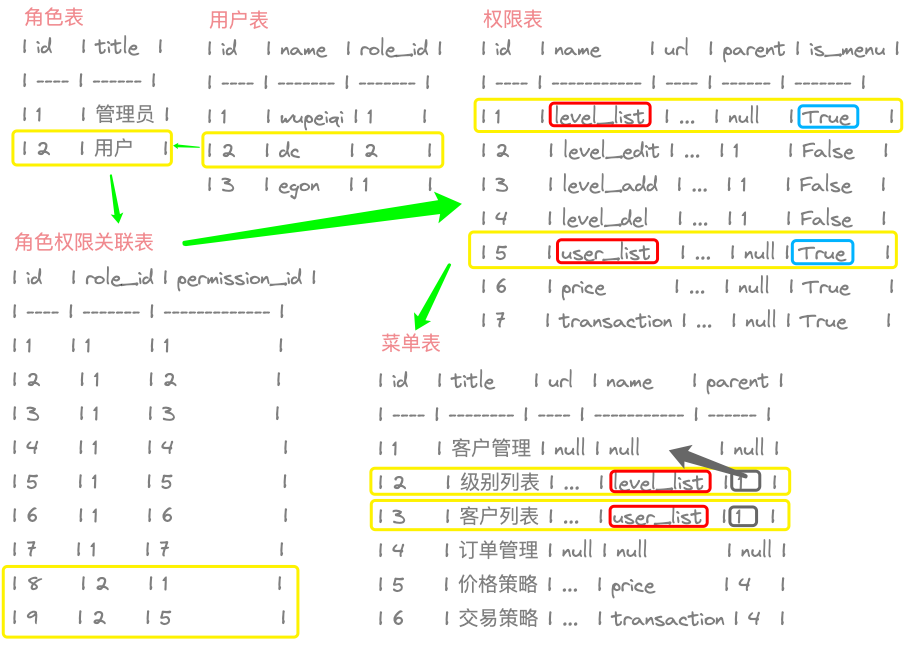 角色表
| id | title |
| ---- | ------ |
| 1 | 管理员 |
| 2 | 用户 |
用户表
| id | name | role_id |
| ---- | ------- | ------- |
| 1 | wupeiqi | 1 |
| 2 | dc | 2 |
| 3 | egon | 1 |
权限表
| id | name | url | parent | is_menu |
| ---- | ----------- | ---- | ------ | ------- |
| 1 | level_list | ... | null | True |
| 2 | level_edit | ... | 1 | False |
| 3 | level_add | ... | 1 | False |
| 4 | level_del | ... | 1 | False |
| 5 | user_list | ... | null | True |
| 6 | price | ... | null | True |
| 7 | transaction | ... | null | True |
角色权限关联表
| id | role_id | permission_id |
| ---- | ------- | ------------- |
| 1 | 1 | 1 |
| 2 | 1 | 2 |
| 3 | 1 | 3 |
| 4 | 1 | 4 |
| 5 | 1 | 5 |
| 6 | 1 | 6 |
| 7 | 1 | 7 |
| 8 | 2 | 1 |
| 9 | 2 | 5 |
菜单表
| id | title | url | name | parent |
| ---- | -------- | ---- | ----------- | ------ |
| 1 | 客户管理 | null | null | null |
| 2 | 级别列表 | ... | level_list | 1 |
| 3 | 客户列表 | ... | user_list | 1 |
| 4 | 订单管理 | null | null | null |
| 5 | 价格策略 | ... | price | 4 |
| 6 | 交易策略 | ... | transaction | 4 |